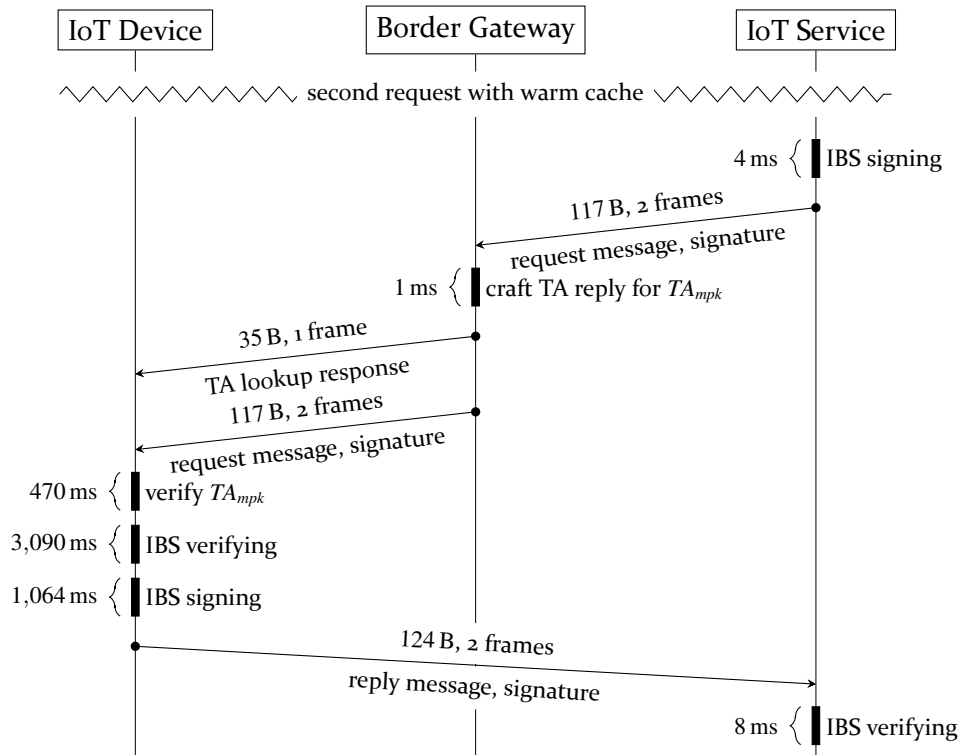 IoT Device
Border Gateway
IoT Service
second request with warm cache
4 ms
IBS signing
117 B, 2 frames
request message, signature
1 ms
craft TA reply for TAmpk
35 B, 1 frame
TA lookup response
117 B, 2 frames
request message, signature
470 ms
verify TAmpk
3,090 ms
IBS verifying
1,064 ms
IBS signing
124 B, 2 frames
reply message, signature
8 ms
IBS verifying